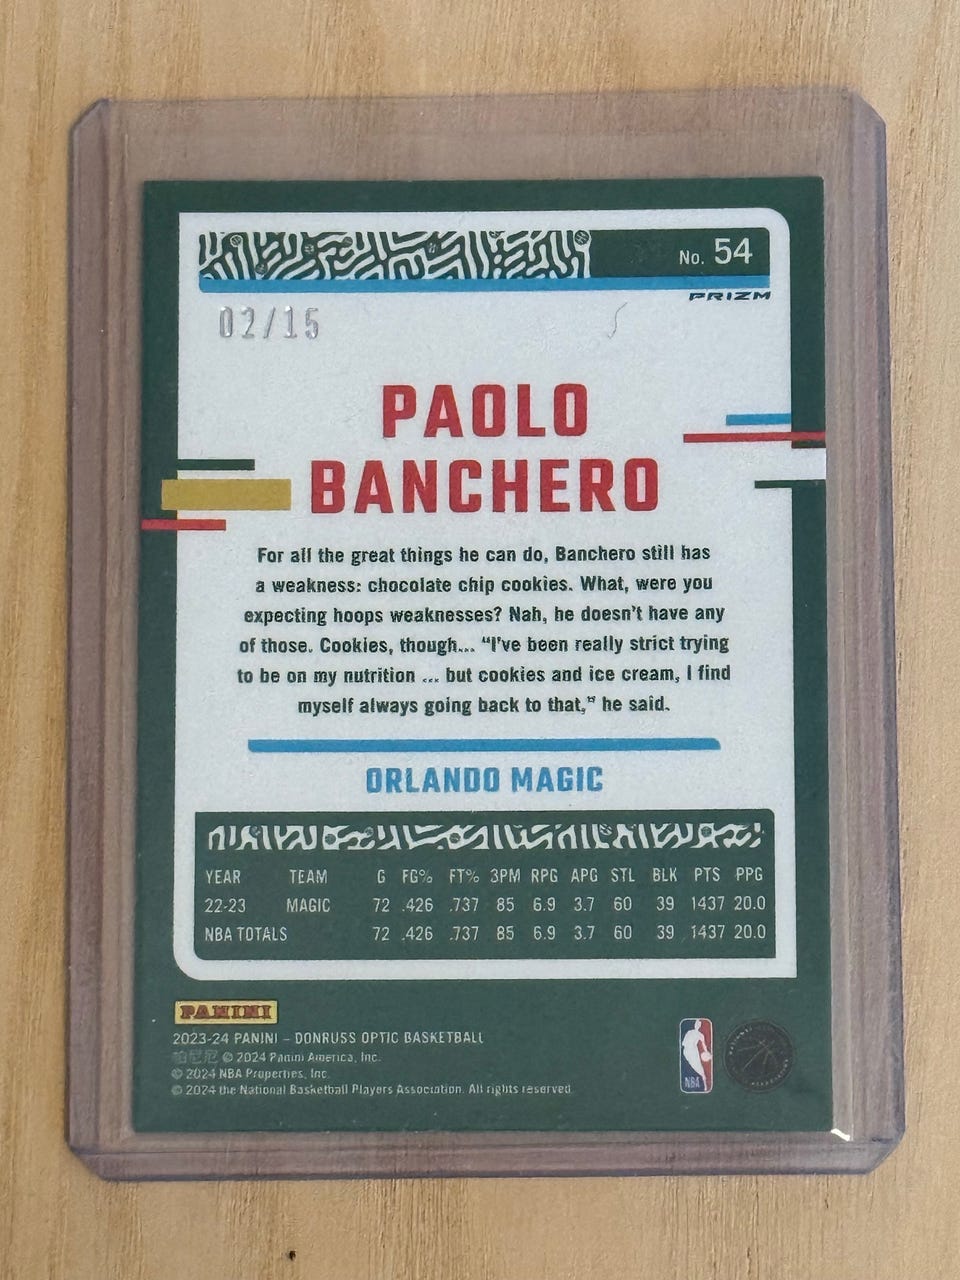 No. 54
PRIZM
02/15
PAOLO
BANCHERO
For all the great things he can do, Banchero still has
a weakness: chocolate chip cookies. What, were you
expecting hoops weaknesses? Nah, he doesn't have any
of those. Cookies, though... “I've been really strict trying
to be on my nutrition ... but cookies and ice cream, I find
myself always going back to that,” he said.
ORLANDO MAGIC
YEAR TEAM G FG% FT% 3PM RPG APG STL BLK PTS PPG
22-23 MAGIC 72 .426 .737 85 6.9 3.7 60 39 1437 20.0
NBA TOTALS 72 .426 .737 85 6.9 3.7 60 39 1437 20.0
PANINI
2023-24 PANINI – DONRUSS OPTIC BASKETBALL
© 2024 Panini America, Inc.
© 2024 NBA Properties, Inc.
© 2024 the National Basketball Players Association. All rights reserved.
NBA